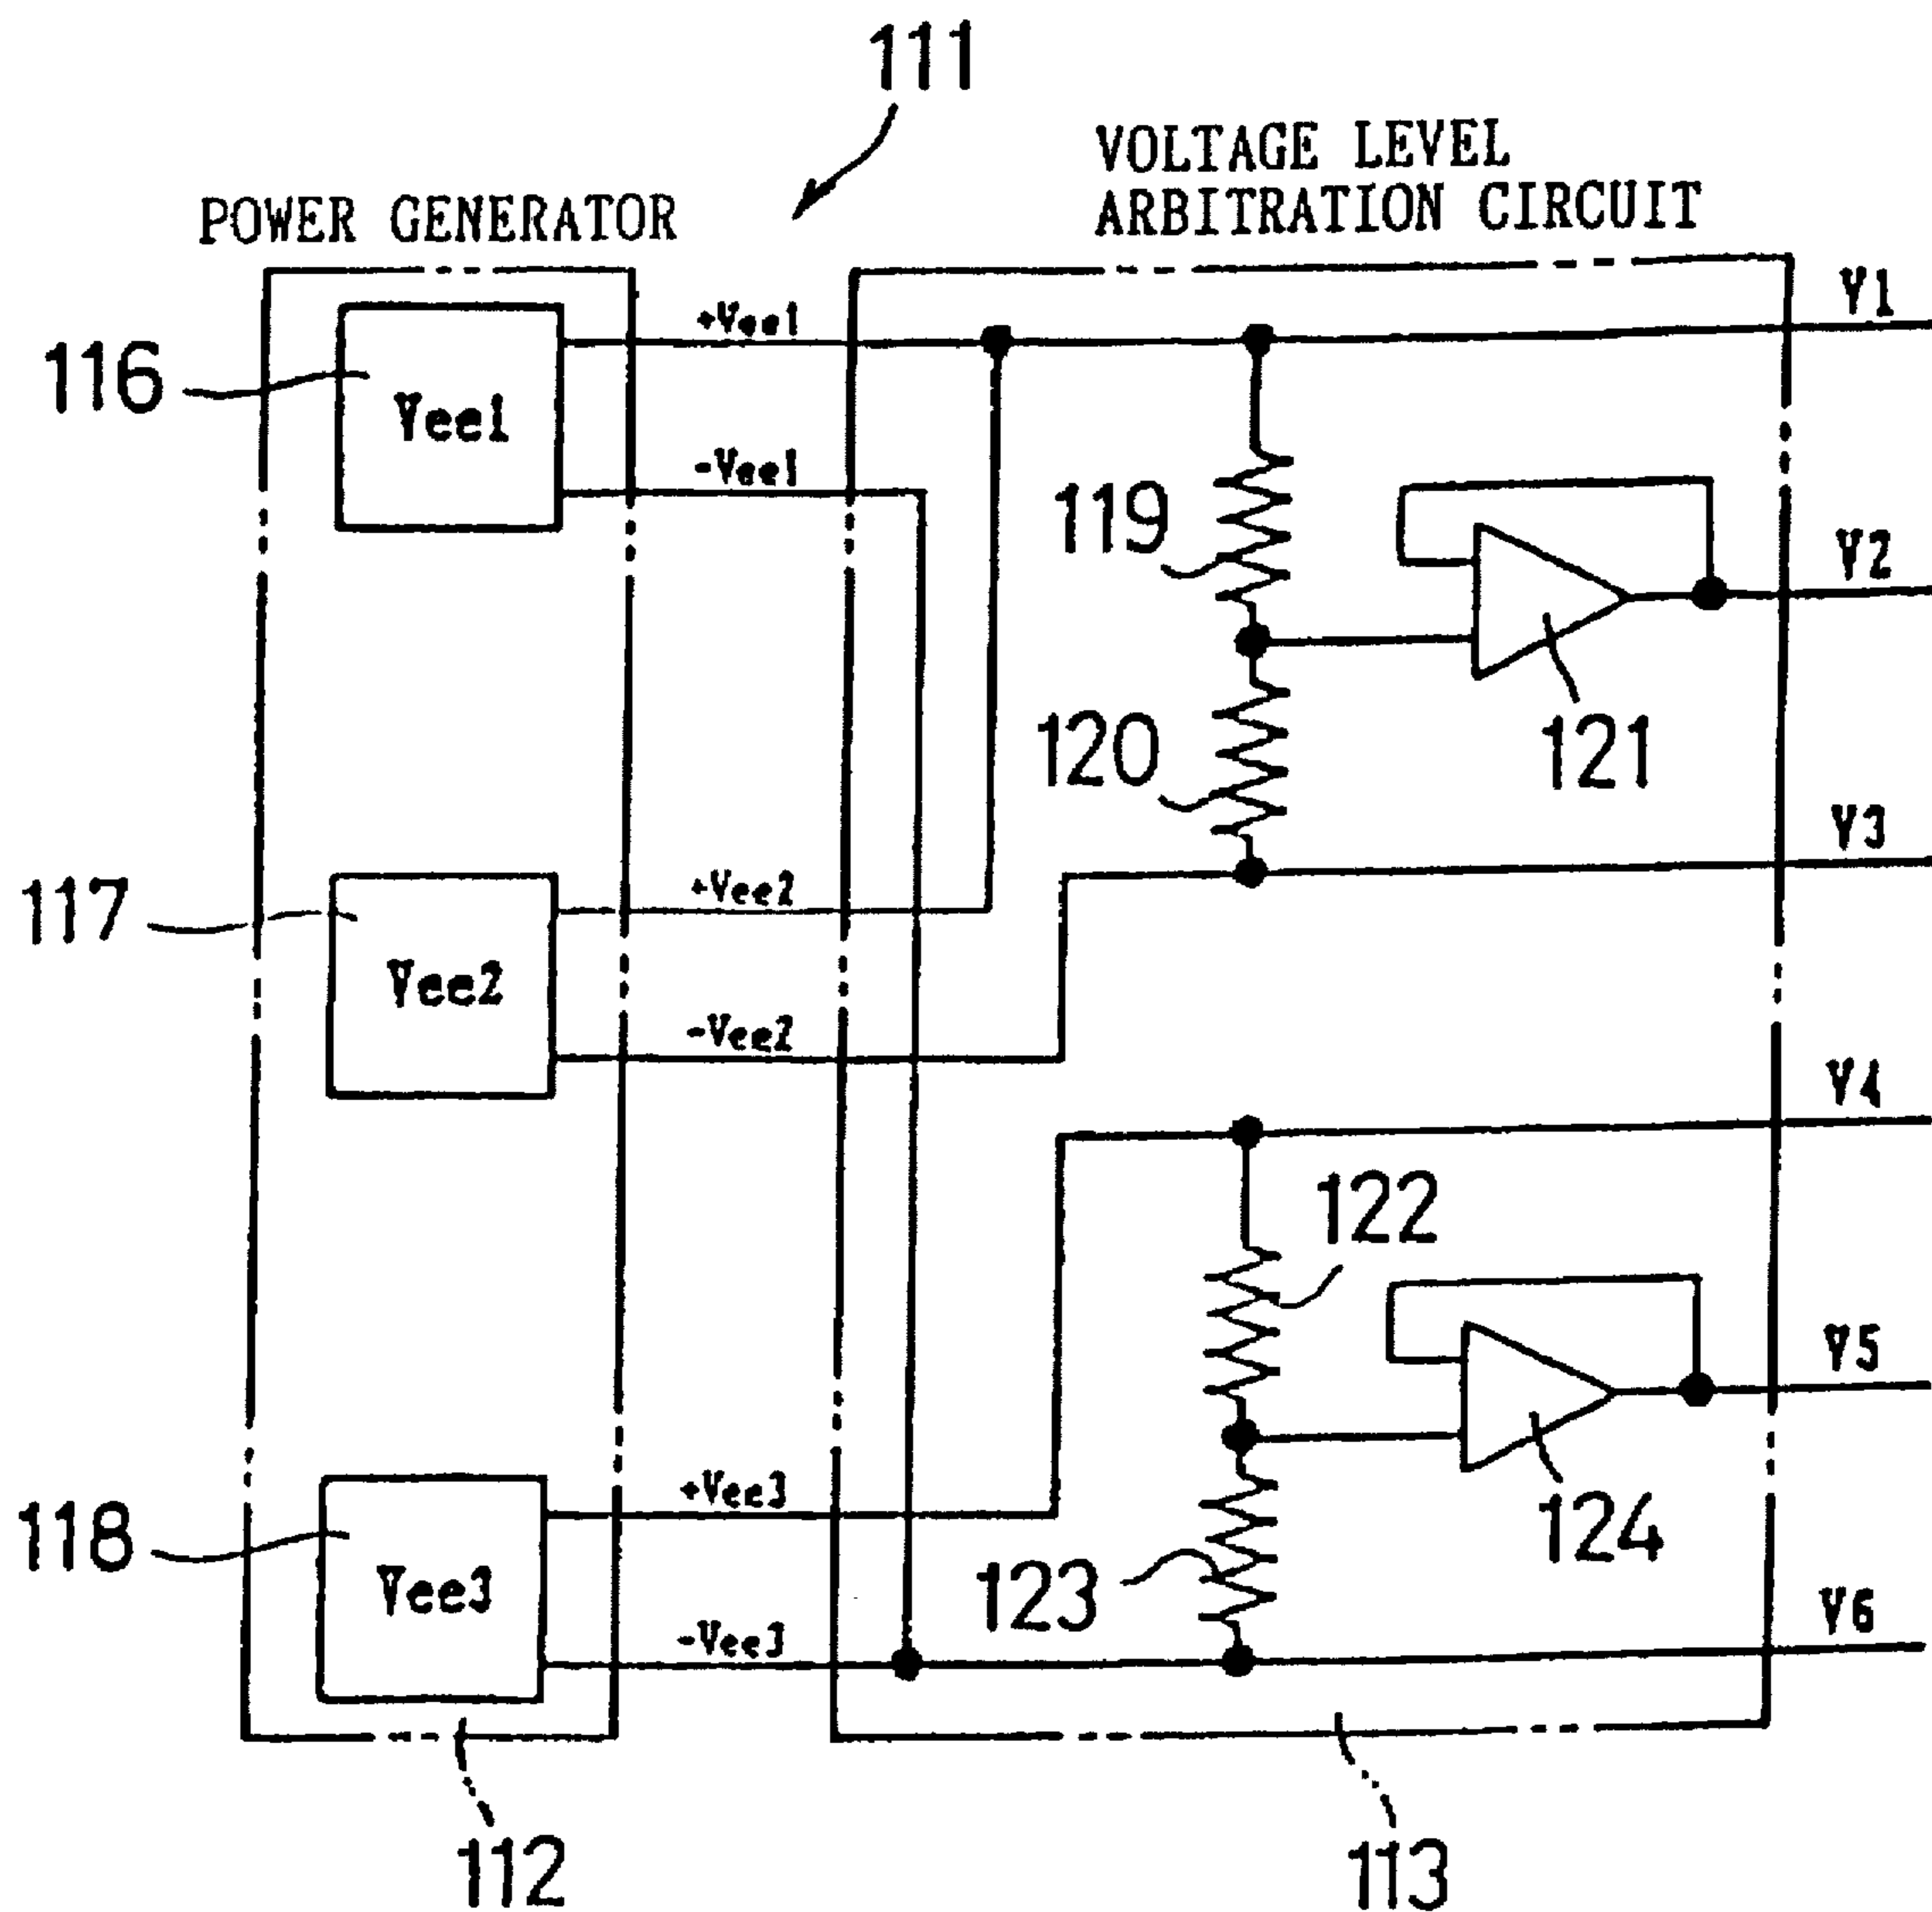 111
VOLTAGE LEVEL
ARBITRATION CIRCUIT
POWER GENERATOR
V1
+Vee1
116
Vee1
-Vee1
119
V2
120
121
V3
117
+Vee2
Vee2
-Vee2
V4
122
V5
118
+Vee3
124
Vee3
123
-Vee3
V6
112
113